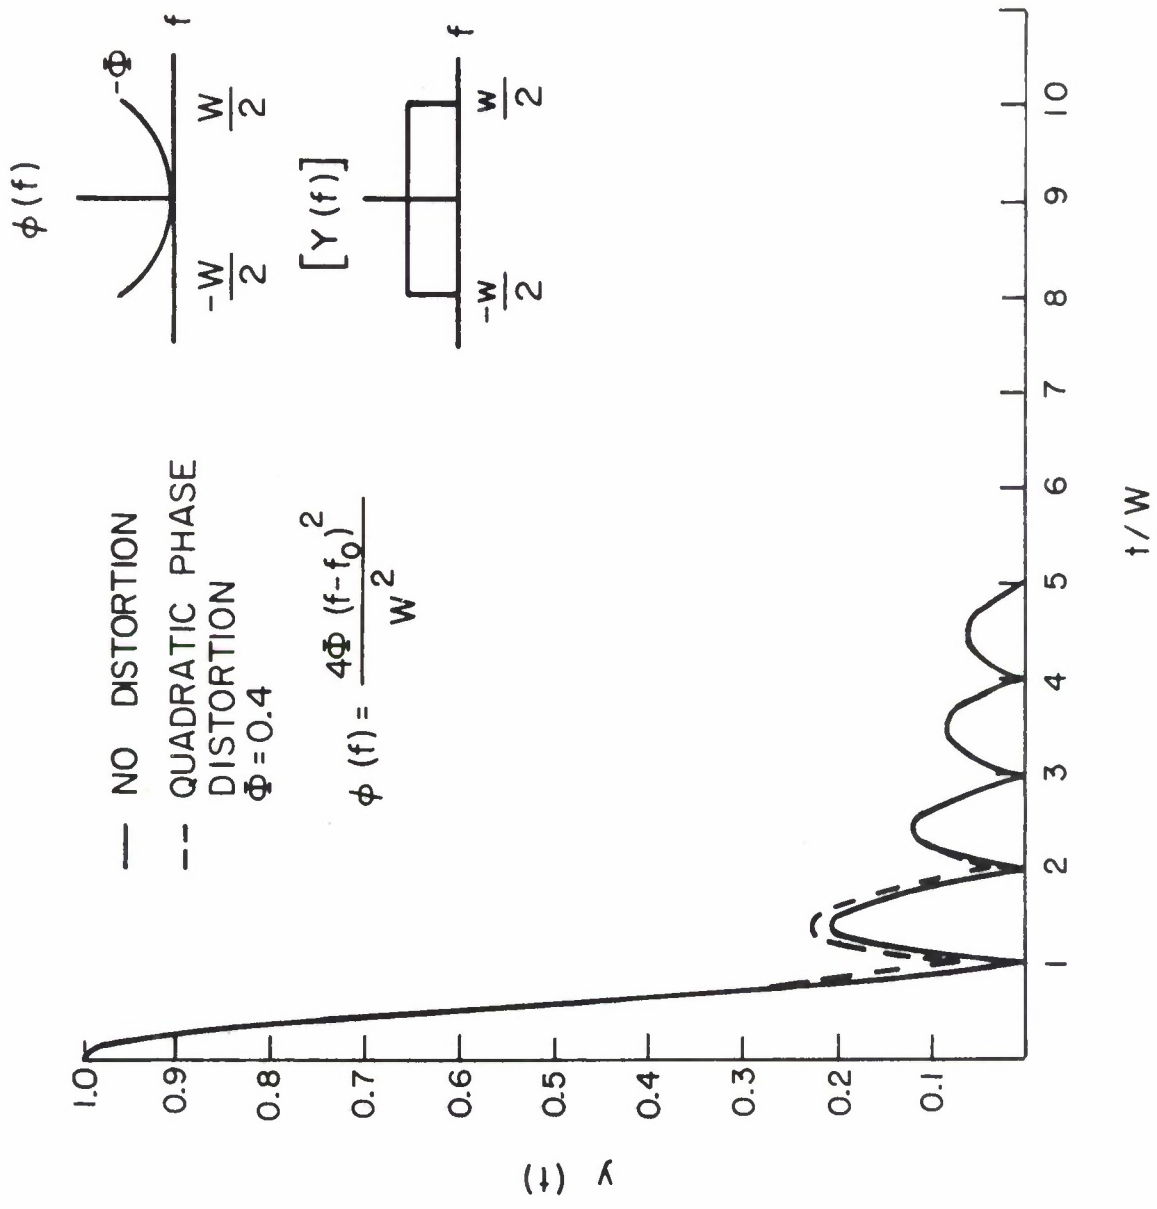 — NO DISTORTION
-- QUADRATIC PHASE
DISTORTION
Φ = 0.4
ϕ (f) = 4Φ (f-f₀)² / W²
ϕ (f)
-Φ
f
-W/2
W/2
[Y (f)]
f
-W/2
W/2
y (t)
1.0
0.9
0.8
0.7
0.6
0.5
0.4
0.3
0.2
0.1
1
2
3
4
5
6
7
8
9
10
t/W